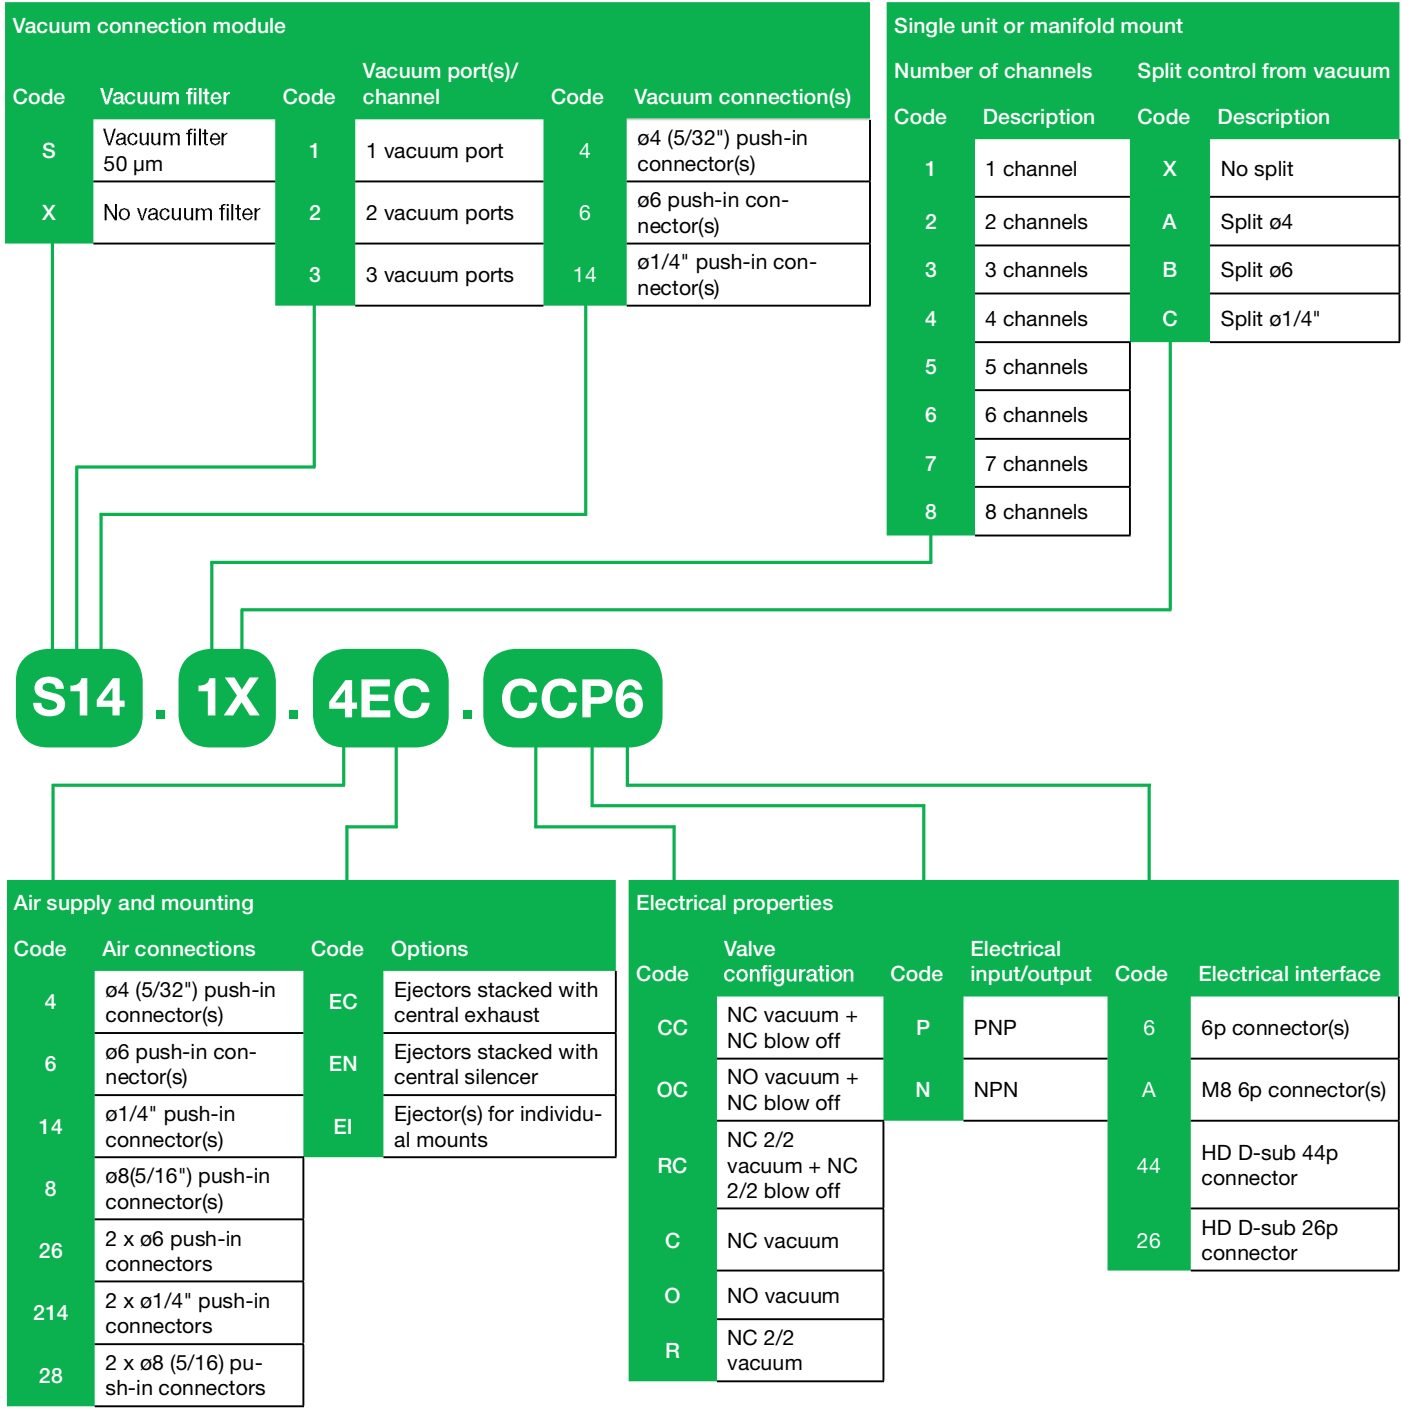 Vacuum connection module
Code
Vacuum filter
Code
Vacuum port(s)/
channel
Code
Vacuum connection(s)
S
Vacuum filter
50 µm
1
1 vacuum port
4
ø4 (5/32") push-in
connector(s)
X
No vacuum filter
2
2 vacuum ports
6
ø6 push-in con-
nector(s)
3
3 vacuum ports
14
ø1/4" push-in con-
nector(s)
Single unit or manifold mount
Number of channels
Split control from vacuum
Code
Description
Code
Description
1
1 channel
X
No split
2
2 channels
A
Split ø4
3
3 channels
B
Split ø6
4
4 channels
C
Split ø1/4"
5
5 channels
6
6 channels
7
7 channels
8
8 channels
S14 . 1X . 4EC . CCP6
Air supply and mounting
Code
Air connections
Code
Options
4
ø4 (5/32") push-in
connector(s)
EC
Ejectors stacked with
central exhaust
6
ø6 push-in con-
nector(s)
EN
Ejectors stacked with
central silencer
14
ø1/4" push-in
connector(s)
EI
Ejector(s) for individu-
al mounts
8
ø8(5/16") push-in
connector(s)
26
2 x ø6 push-in
connectors
214
2 x ø1/4" push-in
connectors
28
2 x ø8 (5/16) pu-
sh-in connectors
Electrical properties
Code
Valve
configuration
Code
Electrical
input/output
Code
Electrical interface
CC
NC vacuum +
NC blow off
P
PNP
6
6p connector(s)
OC
NO vacuum +
NC blow off
N
NPN
A
M8 6p connector(s)
RC
NC 2/2
vacuum + NC
2/2 blow off
44
HD D-sub 44p
connector
C
NC vacuum
26
HD D-sub 26p
connector
O
NO vacuum
R
NC 2/2
vacuum